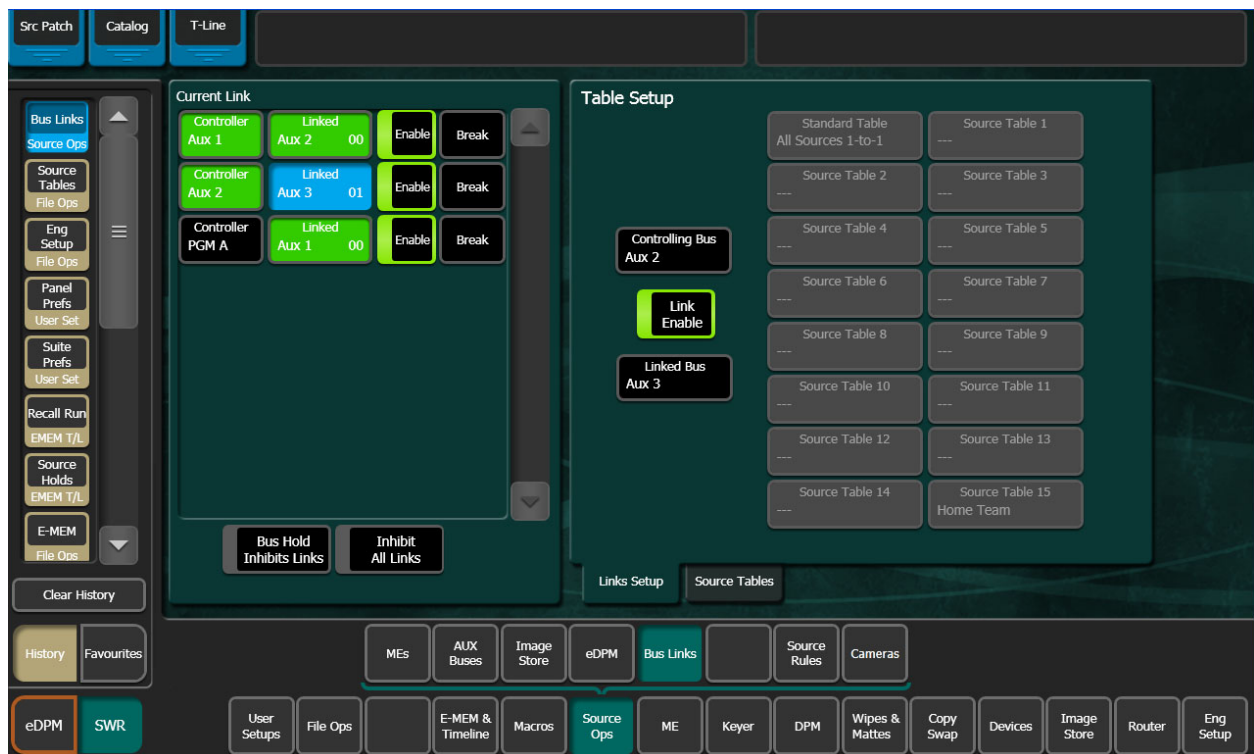 Src Patch
Catalog
T-Line
Bus Links
Source Ops
Source
Tables
File Ops
Eng
Setup
File Ops
Panel
Prefs
User Set
Suite
Prefs
User Set
Recall Run
EMEM T/L
Source
Holds
EMEM T/L
E-MEM
File Ops
Clear History
History
Favourites
Current Link
Controller
Aux 1
Linked
Aux 2 00
Enable
Break
Controller
Aux 2
Linked
Aux 3 01
Enable
Break
Controller
PGM A
Linked
Aux 1 00
Enable
Break
Bus Hold
Inhibits Links
Inhibit
All Links
Table Setup
Controlling Bus
Aux 2
Link
Enable
Linked Bus
Aux 3
Standard Table
All Sources 1-to-1
Source Table 1
---
Source Table 2
---
Source Table 3
---
Source Table 4
---
Source Table 5
---
Source Table 6
---
Source Table 7
---
Source Table 8
---
Source Table 9
---
Source Table 10
---
Source Table 11
---
Source Table 12
---
Source Table 13
---
Source Table 14
---
Source Table 15
Home Team
Links Setup
Source Tables
MEs
AUX
Buses
Image
Store
eDPM
Bus Links
Source
Rules
Cameras
eDPM
SWR
User
Setups
File Ops
E-MEM &
Timeline
Macros
Source
Ops
ME
Keyer
DPM
Wipes &
Mattes
Copy
Swap
Devices
Image
Store
Router
Eng
Setup